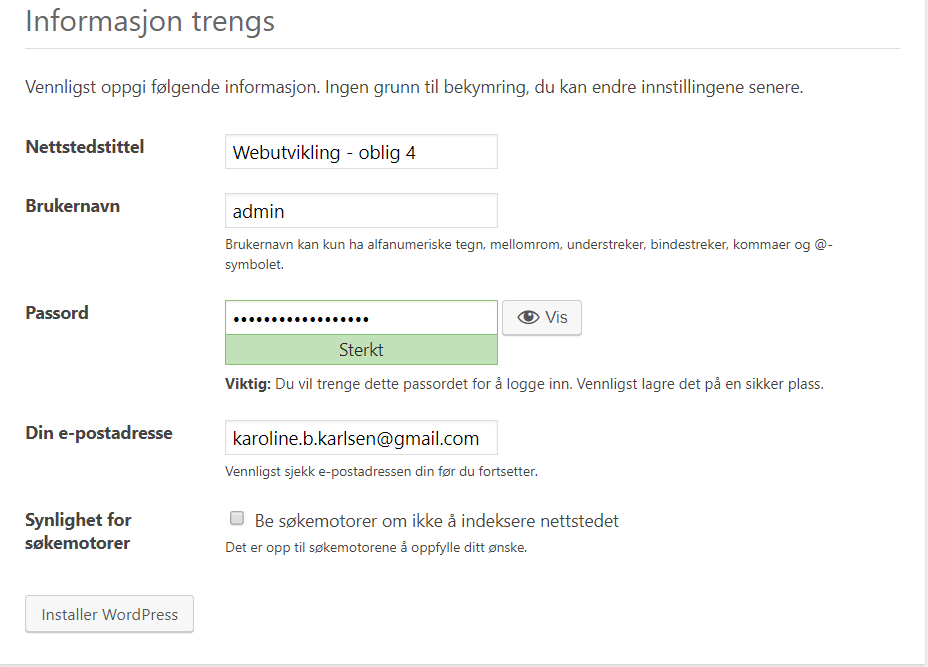 Informasjon trengs
Vennligst oppgi følgende informasjon. Ingen grunn til bekymring, du kan endre innstillingene senere.
Nettstedstittel
Webutvikling - oblig 4
Brukernavn
admin
Brukernavn kan kun ha alfanumeriske tegn, mellomrom, understreker, bindestreker, kommaer og @-
symbolet.
Passord
••••••••••••••••••
Vis
Sterkt
Viktig: Du vil trenge dette passordet for å logge inn. Vennligst lagre det på en sikker plass.
Din e-postadresse
karoline.b.karlsen@gmail.com
Vennligst sjekk e-postadressen din før du fortsetter.
Synlighet for
søkemotorer
Be søkemotorer om ikke å indeksere nettstedet
Det er opp til søkemotorene å oppfylle ditt ønske.
Installer WordPress